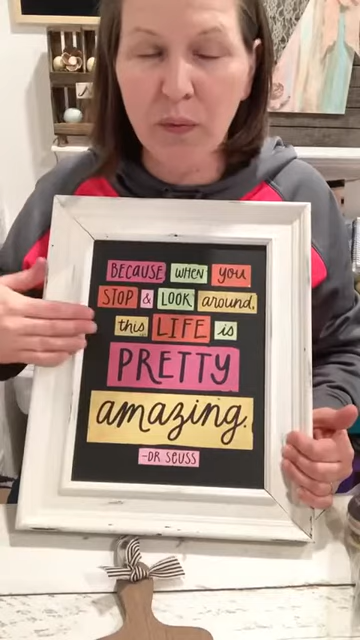 BECAUSE WHEN you
STOP & LOOK around,
this LIFE is
PRETTY
amazing.
-DR. SEUSS